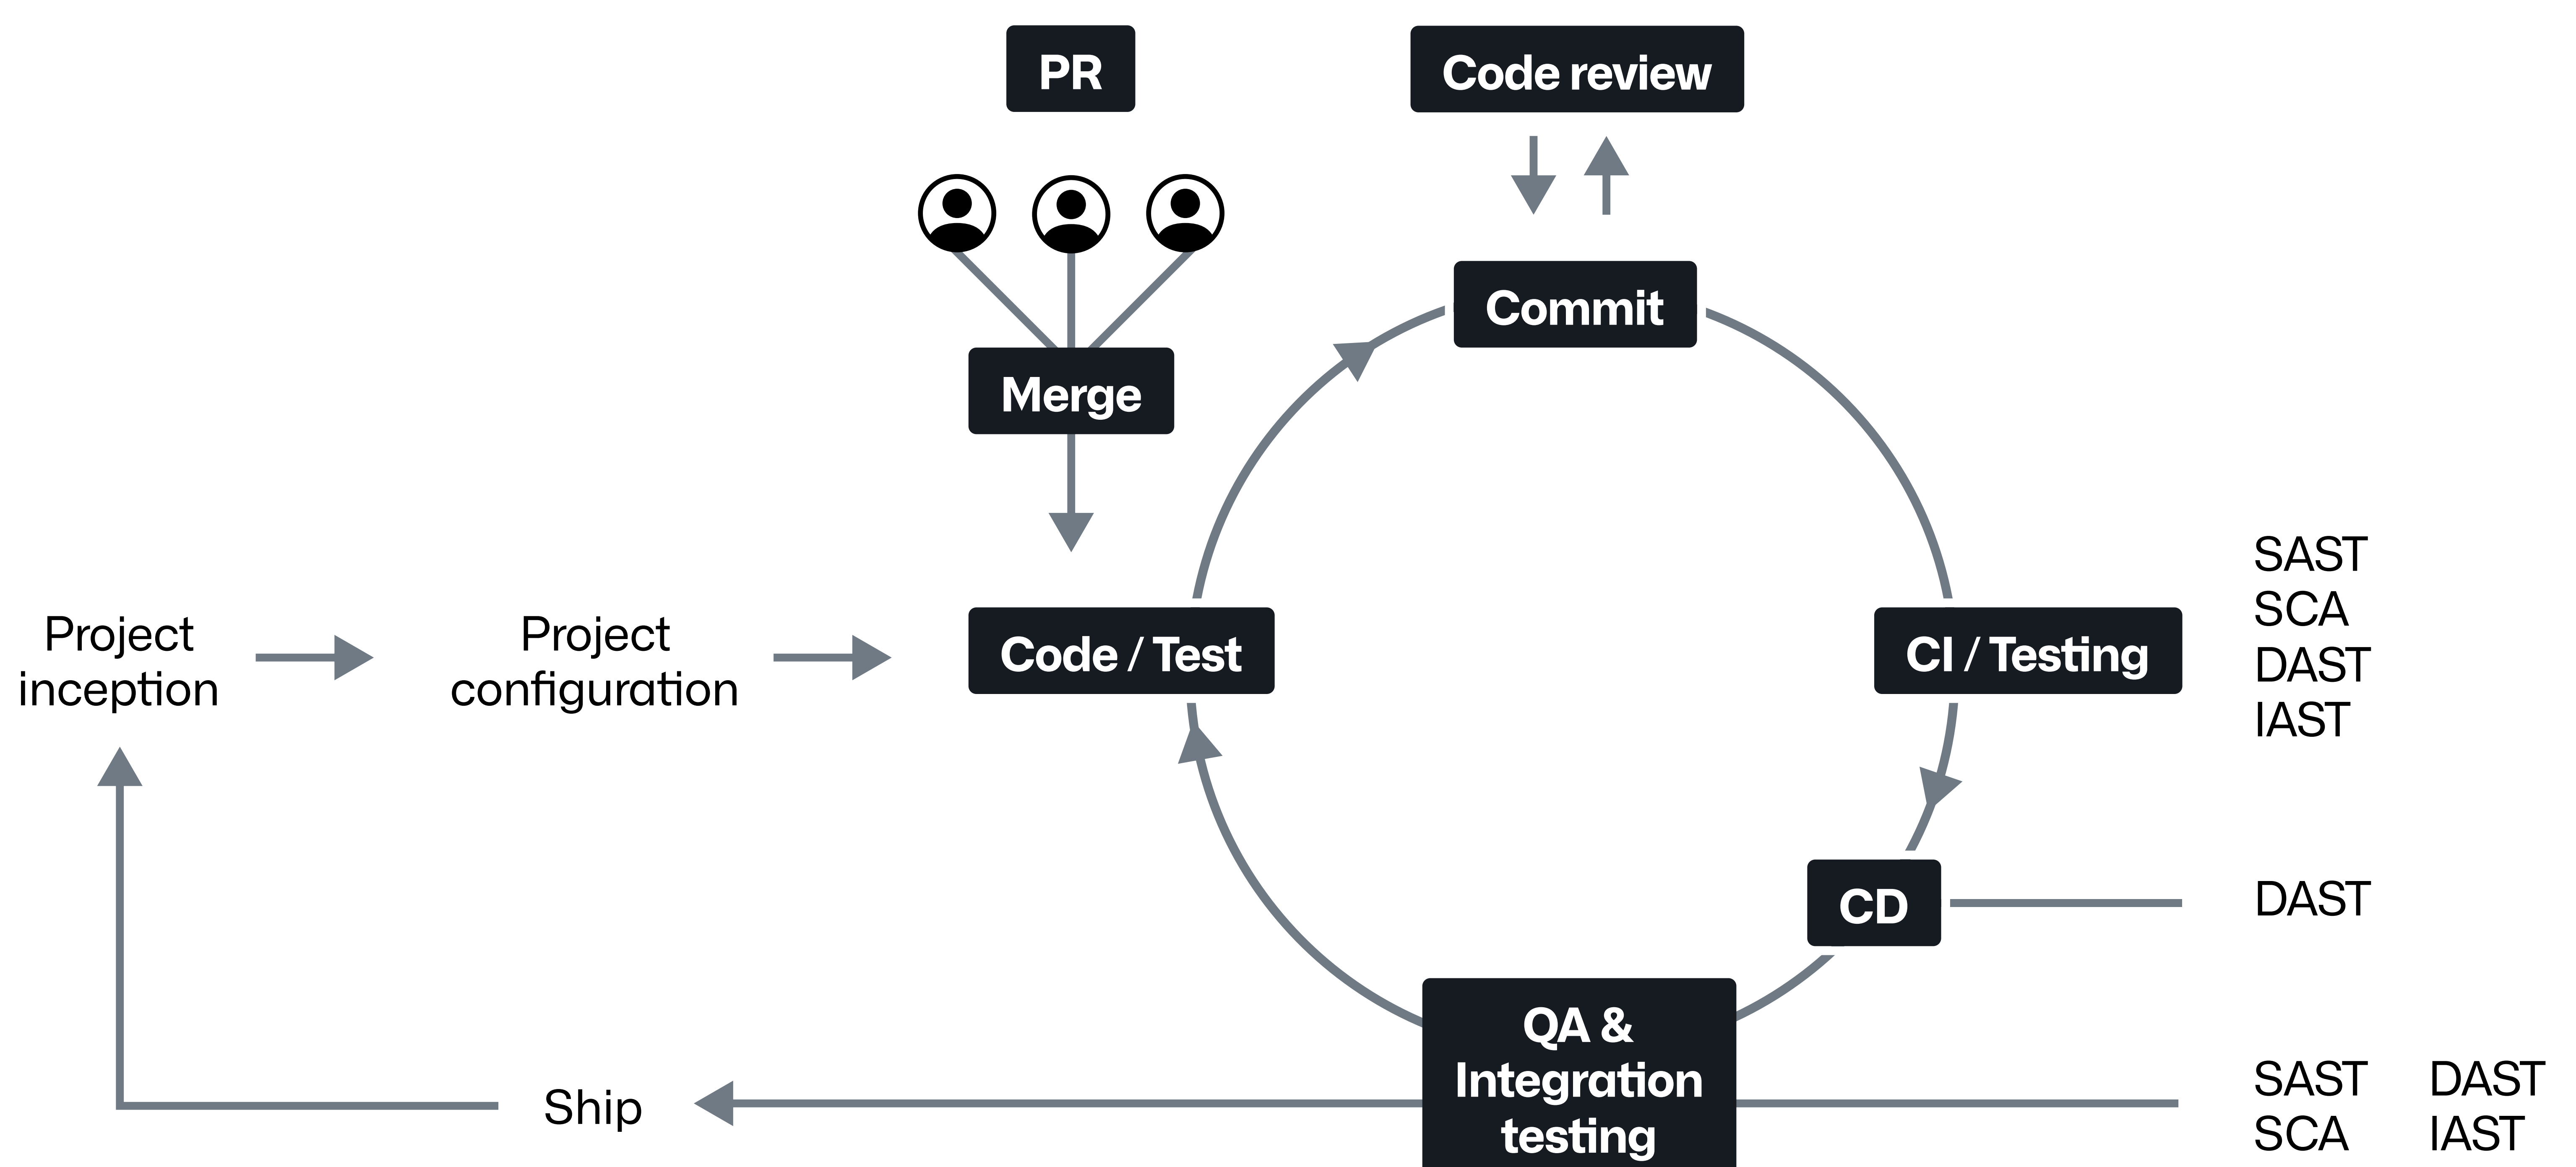 PR
Code review
Commit
Merge
Project
inception
Project
configuration
Code / Test
CI / Testing
SAST
SCA
DAST
IAST
CD
DAST
QA &
Integration
testing
Ship
SAST
SCA
DAST
IAST